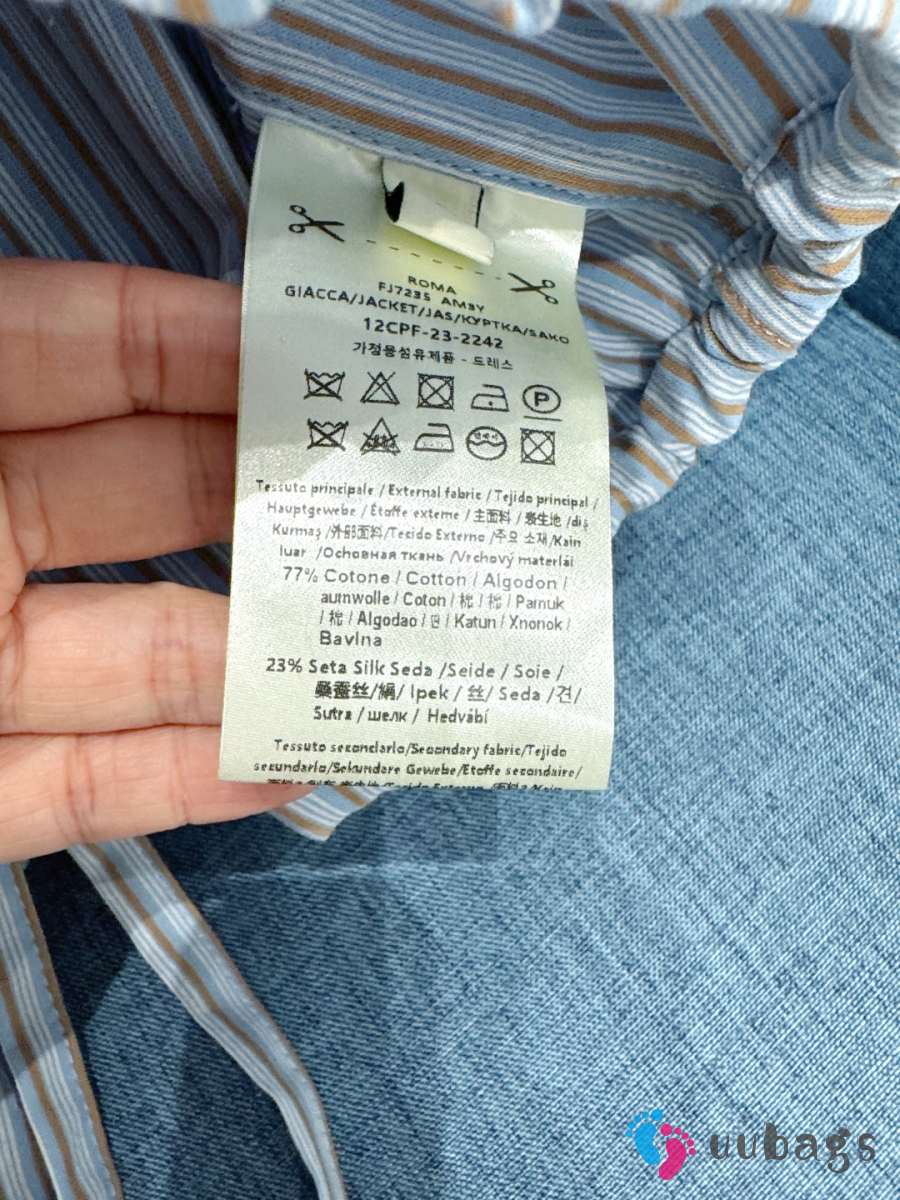 ROMA
FJ7235 AM3Y
GIACCA/JACKET/JAS/КУРТКА/SAKO
12CPF-23-2242
가정용섬유제품 - 드레스
P
Tessuto principale / External fabric / Tejido principal /
Hauptgewebe / Étoffe externe / 主面料 / 表生地 /dış
Kumaş /外部面料/Tecido Externo /주요 소재/Kain
luar /Основная ткань /Vrchový materiál
77% Cotone / Cotton / Algodon /
aumwolle / Coton / 棉 / 棉 / Pamuk
/ 棉 / Algodao / 면 / Katun / Xnonok /
Bavlna
23% Seta Silk Seda /Seide / Soie /
桑蚕丝/絹/ Ipek / 丝/ Seda /견/
Sutra / шелк / Hedvábí
Tessuto secondario/Secondary fabric/Tejido
secundario/Sekundare Gewebe/Etoffe secondaire/
uubags